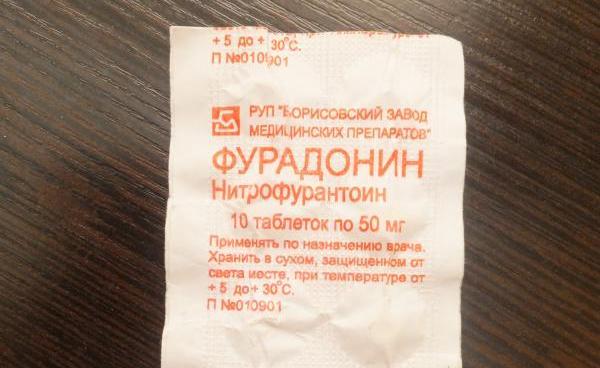 + 5 до + 30°С.
П №010901
РУП "БОРИСОВСКИЙ ЗАВОД
МЕДИЦИНСКИХ ПРЕПАРАТОВ"
ФУРАДОНИН
Нитрофурантоин
10 таблеток по 50 мг
Применять по назначению врача.
Хранить в сухом, защищенном от
света месте, при температуре от
+ 5 до+ 30°С.
П №010901